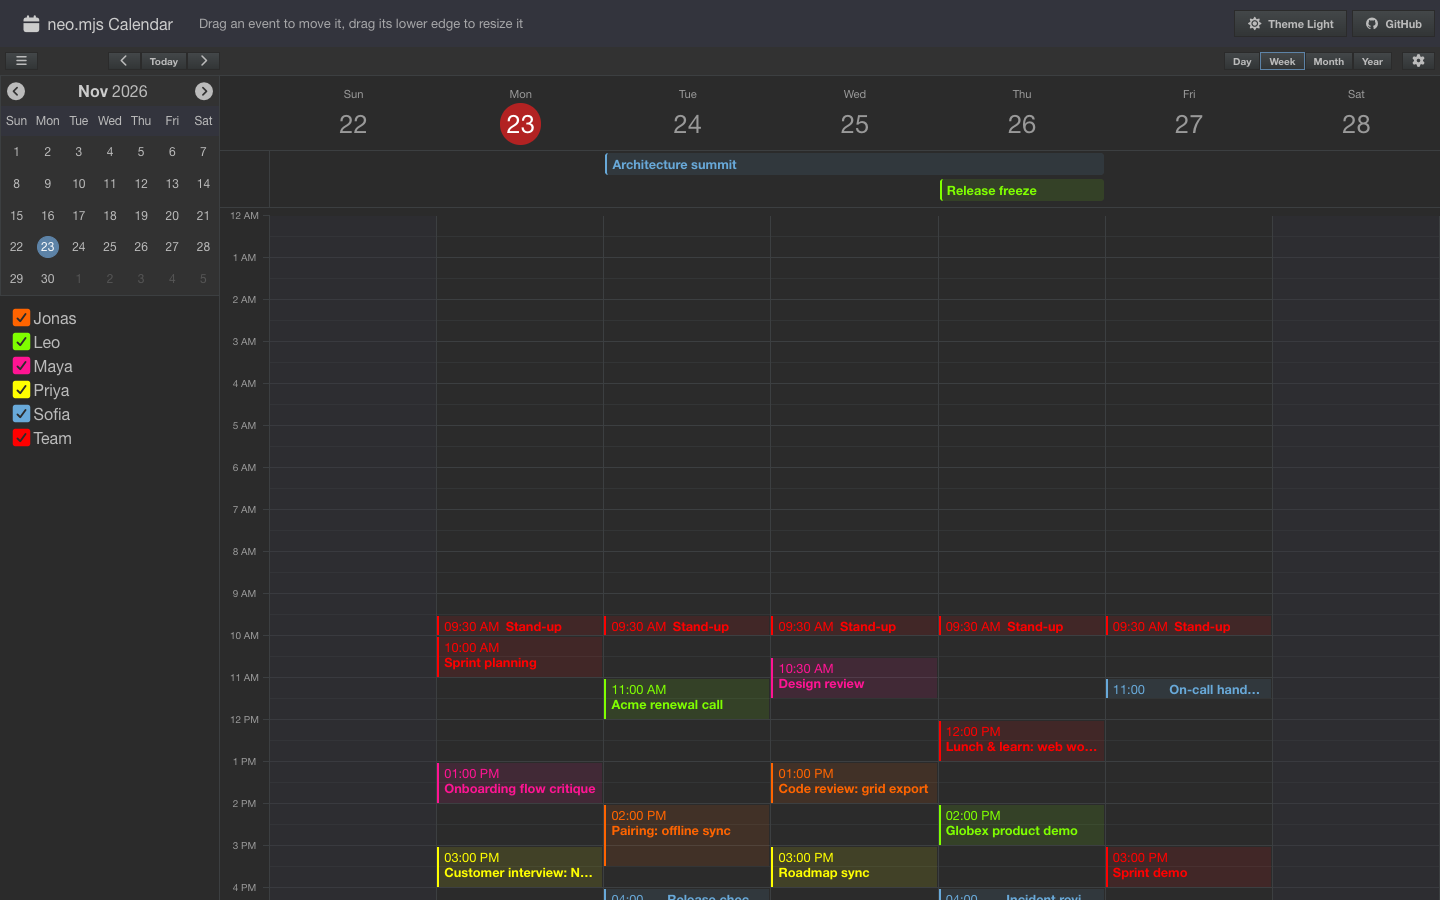 neo.mjs Calendar
Drag an event to move it, drag its lower edge to resize it
Theme Light
GitHub
Today
Day
Week
Month
Year
Nov 2026
Sun Mon Tue Wed Thu Fri Sat
1 2 3 4 5 6 7
8 9 10 11 12 13 14
15 16 17 18 19 20 21
22 23 24 25 26 27 28
29 30 1 2 3 4 5
Jonas
Leo
Maya
Priya
Sofia
Team
Sun Mon Tue Wed Thu Fri Sat
22 23 24 25 26 27 28
Architecture summit
Release freeze
12 AM
1 AM
2 AM
3 AM
4 AM
5 AM
6 AM
7 AM
8 AM
9 AM
09:30 AM Stand-up
09:30 AM Stand-up
09:30 AM Stand-up
09:30 AM Stand-up
09:30 AM Stand-up
10 AM
10:00 AM
Sprint planning
10:30 AM
Design review
11 AM
11:00 AM
Acme renewal call
11:00 On-call hand...
12 PM
12:00 PM
Lunch & learn: web wo...
1 PM
01:00 PM
Onboarding flow critique
01:00 PM
Code review: grid export
2 PM
02:00 PM
Pairing: offline sync
02:00 PM
Globex product demo
3 PM
03:00 PM
Customer interview: N...
03:00 PM
Roadmap sync
03:00 PM
Sprint demo
4 PM
04:00
04:00